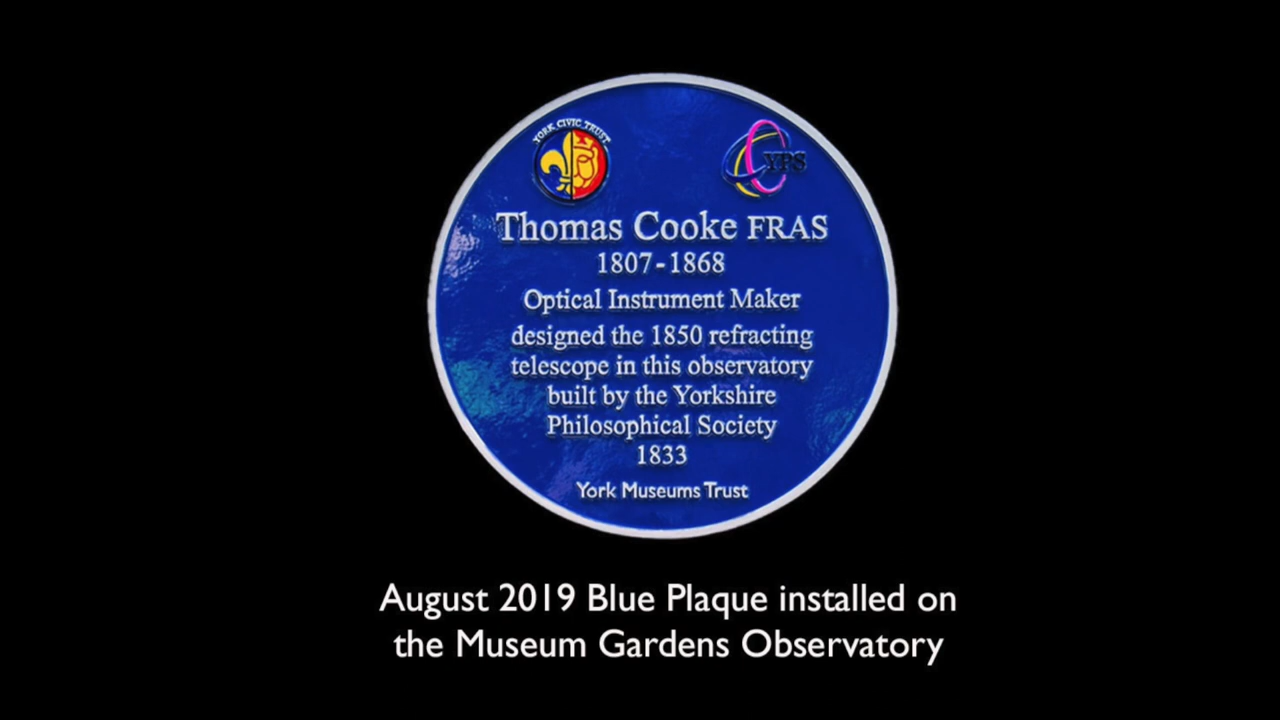 YORK CIVIC TRUST
YPS
Thomas Cooke FRAS
1807-1868
Optical Instrument Maker
designed the 1850 refracting
telescope in this observatory
built by the Yorkshire
Philosophical Society
1833
York Museums Trust
August 2019 Blue Plaque installed on
the Museum Gardens Observatory